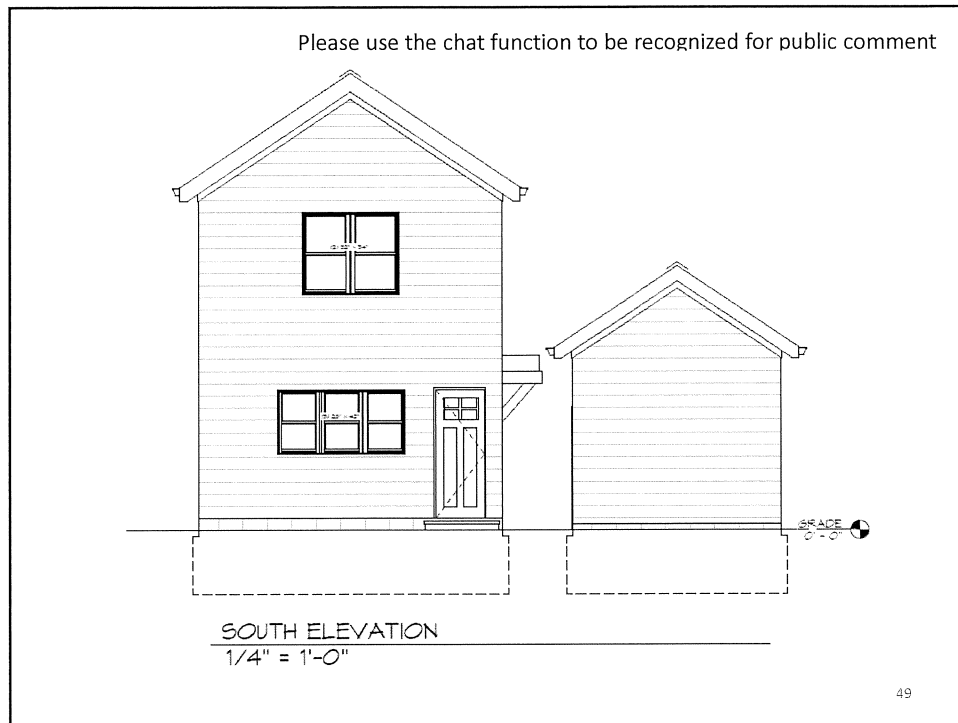 Please use the chat function to be recognized for public comment
GRADE
0' - 0"
SOUTH ELEVATION
1/4" = 1'-0"
49